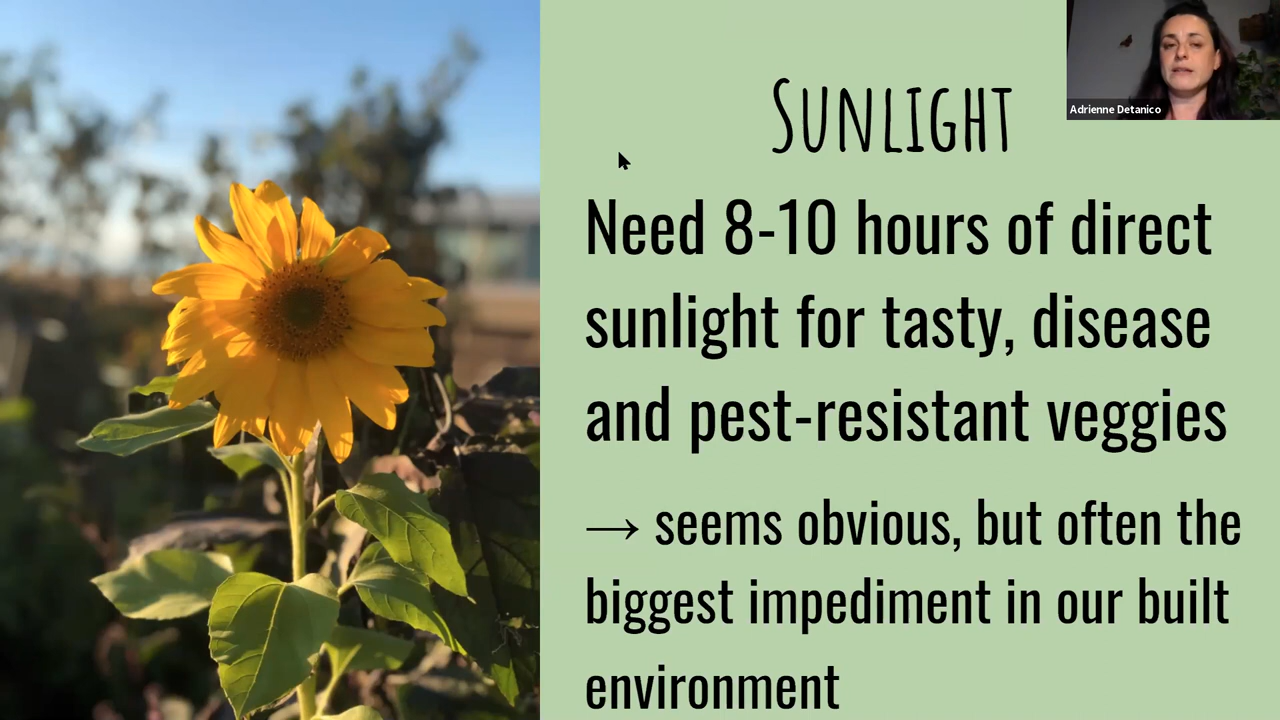 Sunlight
Adrienne Detanico
Need 8-10 hours of direct
sunlight for tasty, disease
and pest-resistant veggies
→ seems obvious, but often the
biggest impediment in our built
environment